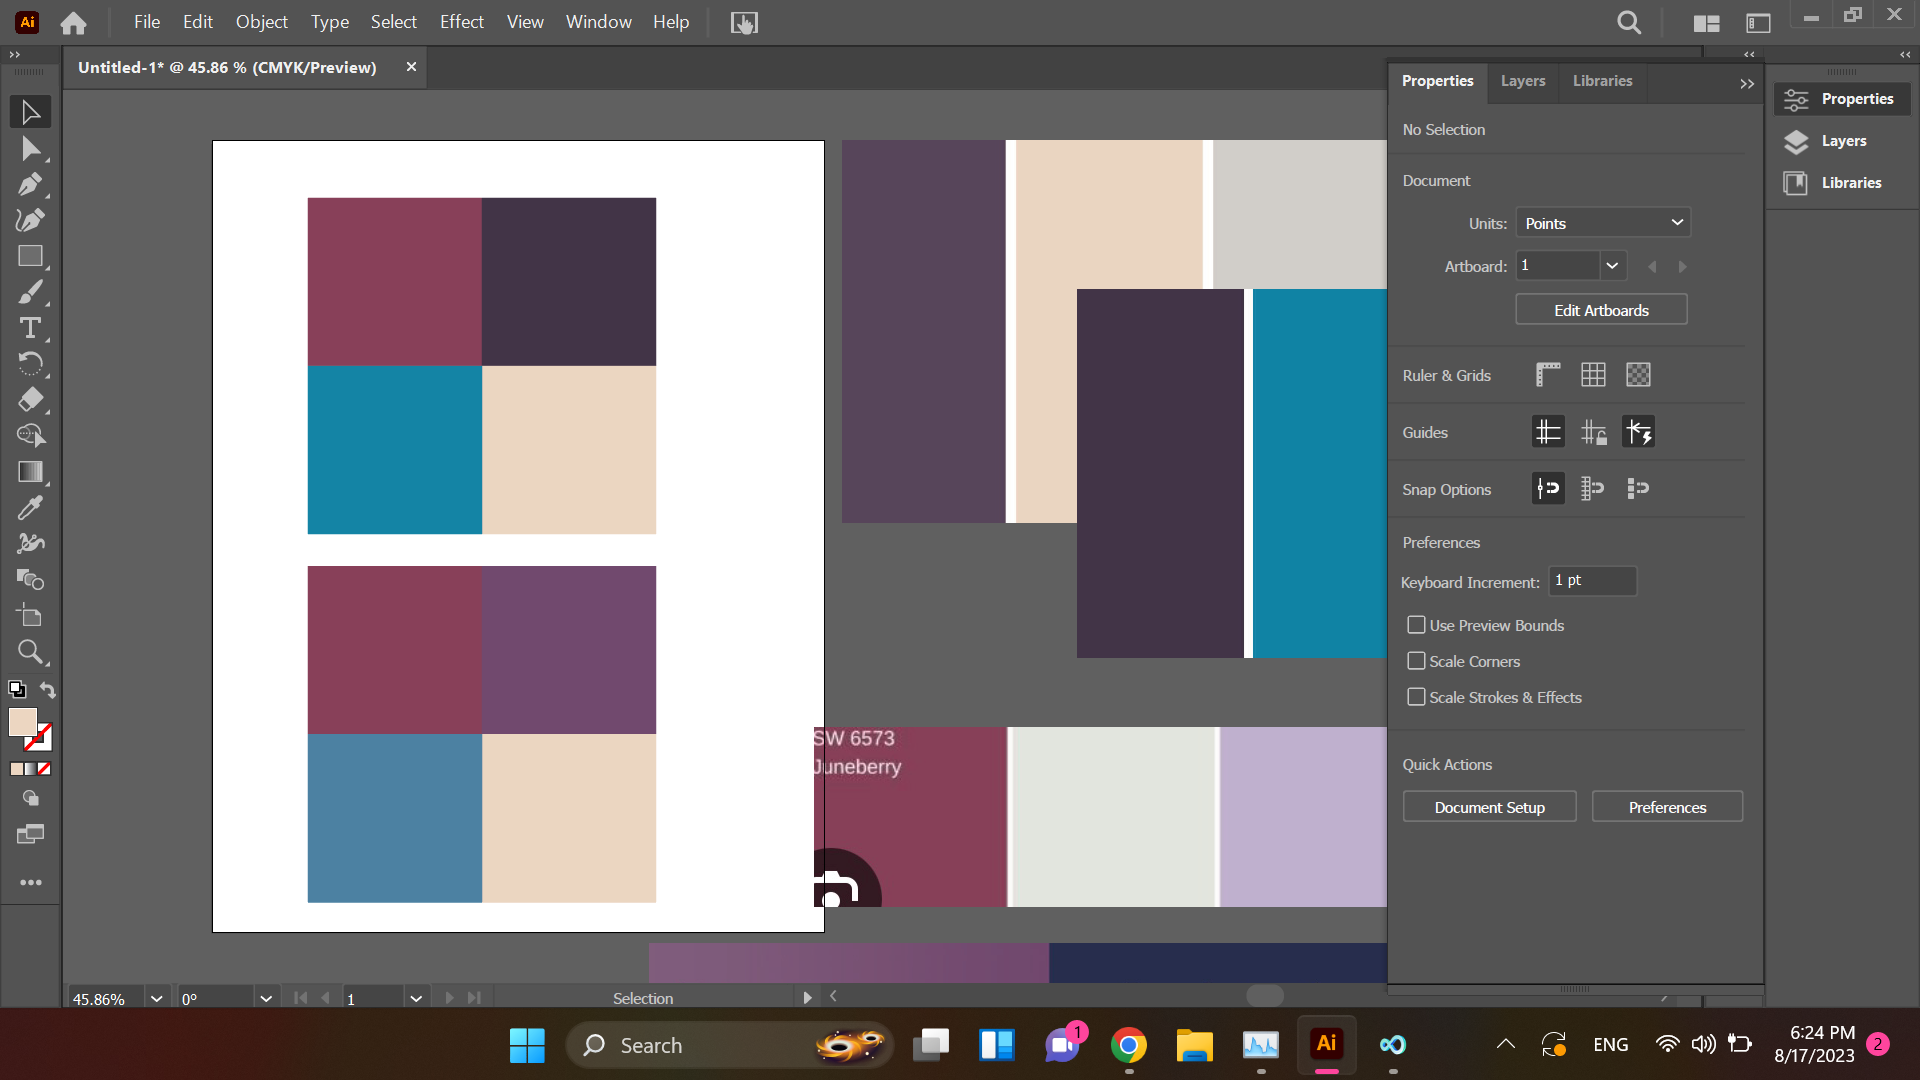 Ai File Edit Object Type Select Effect View Window Help
Untitled-1* @ 45.86 % (CMYK/Preview)
Properties Layers Libraries
No Selection
Document
Units: Points
Artboard: 1
Edit Artboards
Ruler & Grids
Guides
Snap Options
Preferences
Keyboard Increment: 1 pt
Use Preview Bounds
Scale Corners
Scale Strokes & Effects
Quick Actions
Document Setup Preferences
Properties
Layers
Libraries
SW 6573
Juneberry
45.86% 0° 1 Selection
Search
1
Ai
ENG
6:24 PM
8/17/2023
2